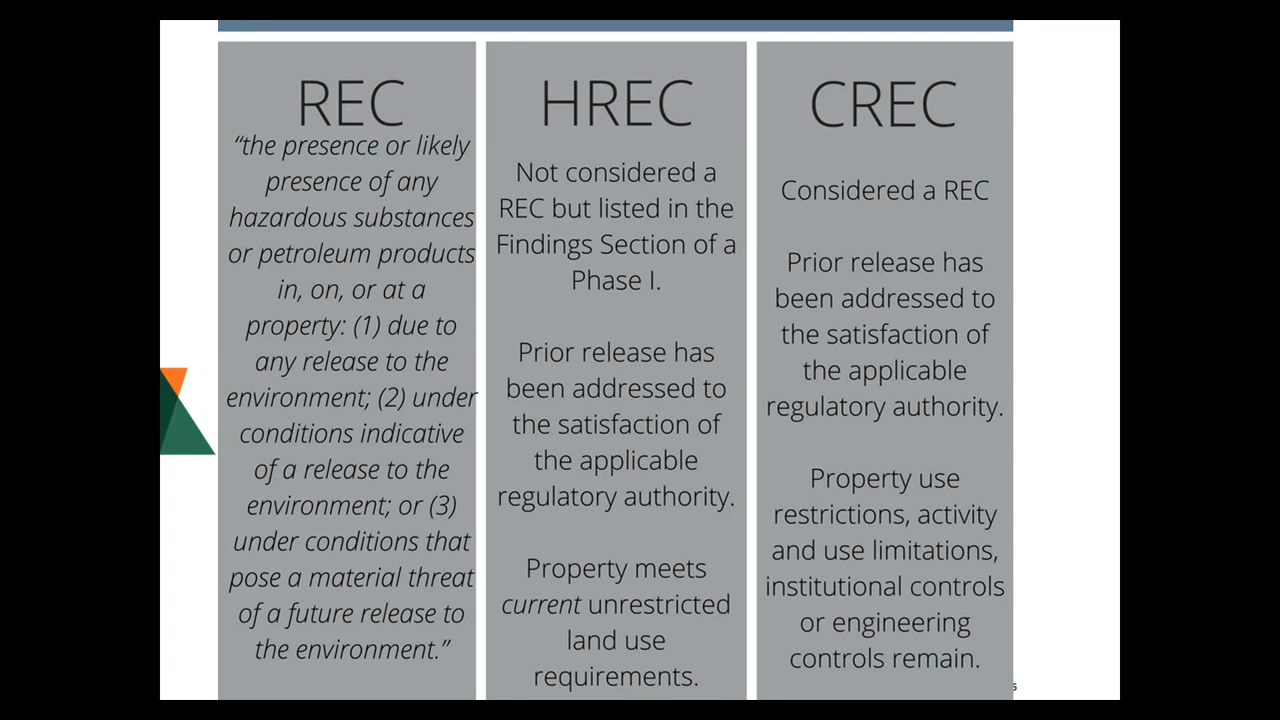 REC
“the presence or likely
presence of any
hazardous substances
or petroleum products
in, on, or at a
property: (1) due to
any release to the
environment; (2) under
conditions indicative
of a release to the
environment; or (3)
under conditions that
pose a material threat
of a future release to
the environment.”
HREC
Not considered a
REC but listed in the
Findings Section of a
Phase I.
Prior release has
been addressed to
the satisfaction of
the applicable
regulatory authority.
Property meets
current unrestricted
land use
requirements.
CREC
Considered a REC
Prior release has
been addressed to
the satisfaction of
the applicable
regulatory authority.
Property use
restrictions, activity
and use limitations,
institutional controls
or engineering
controls remain.